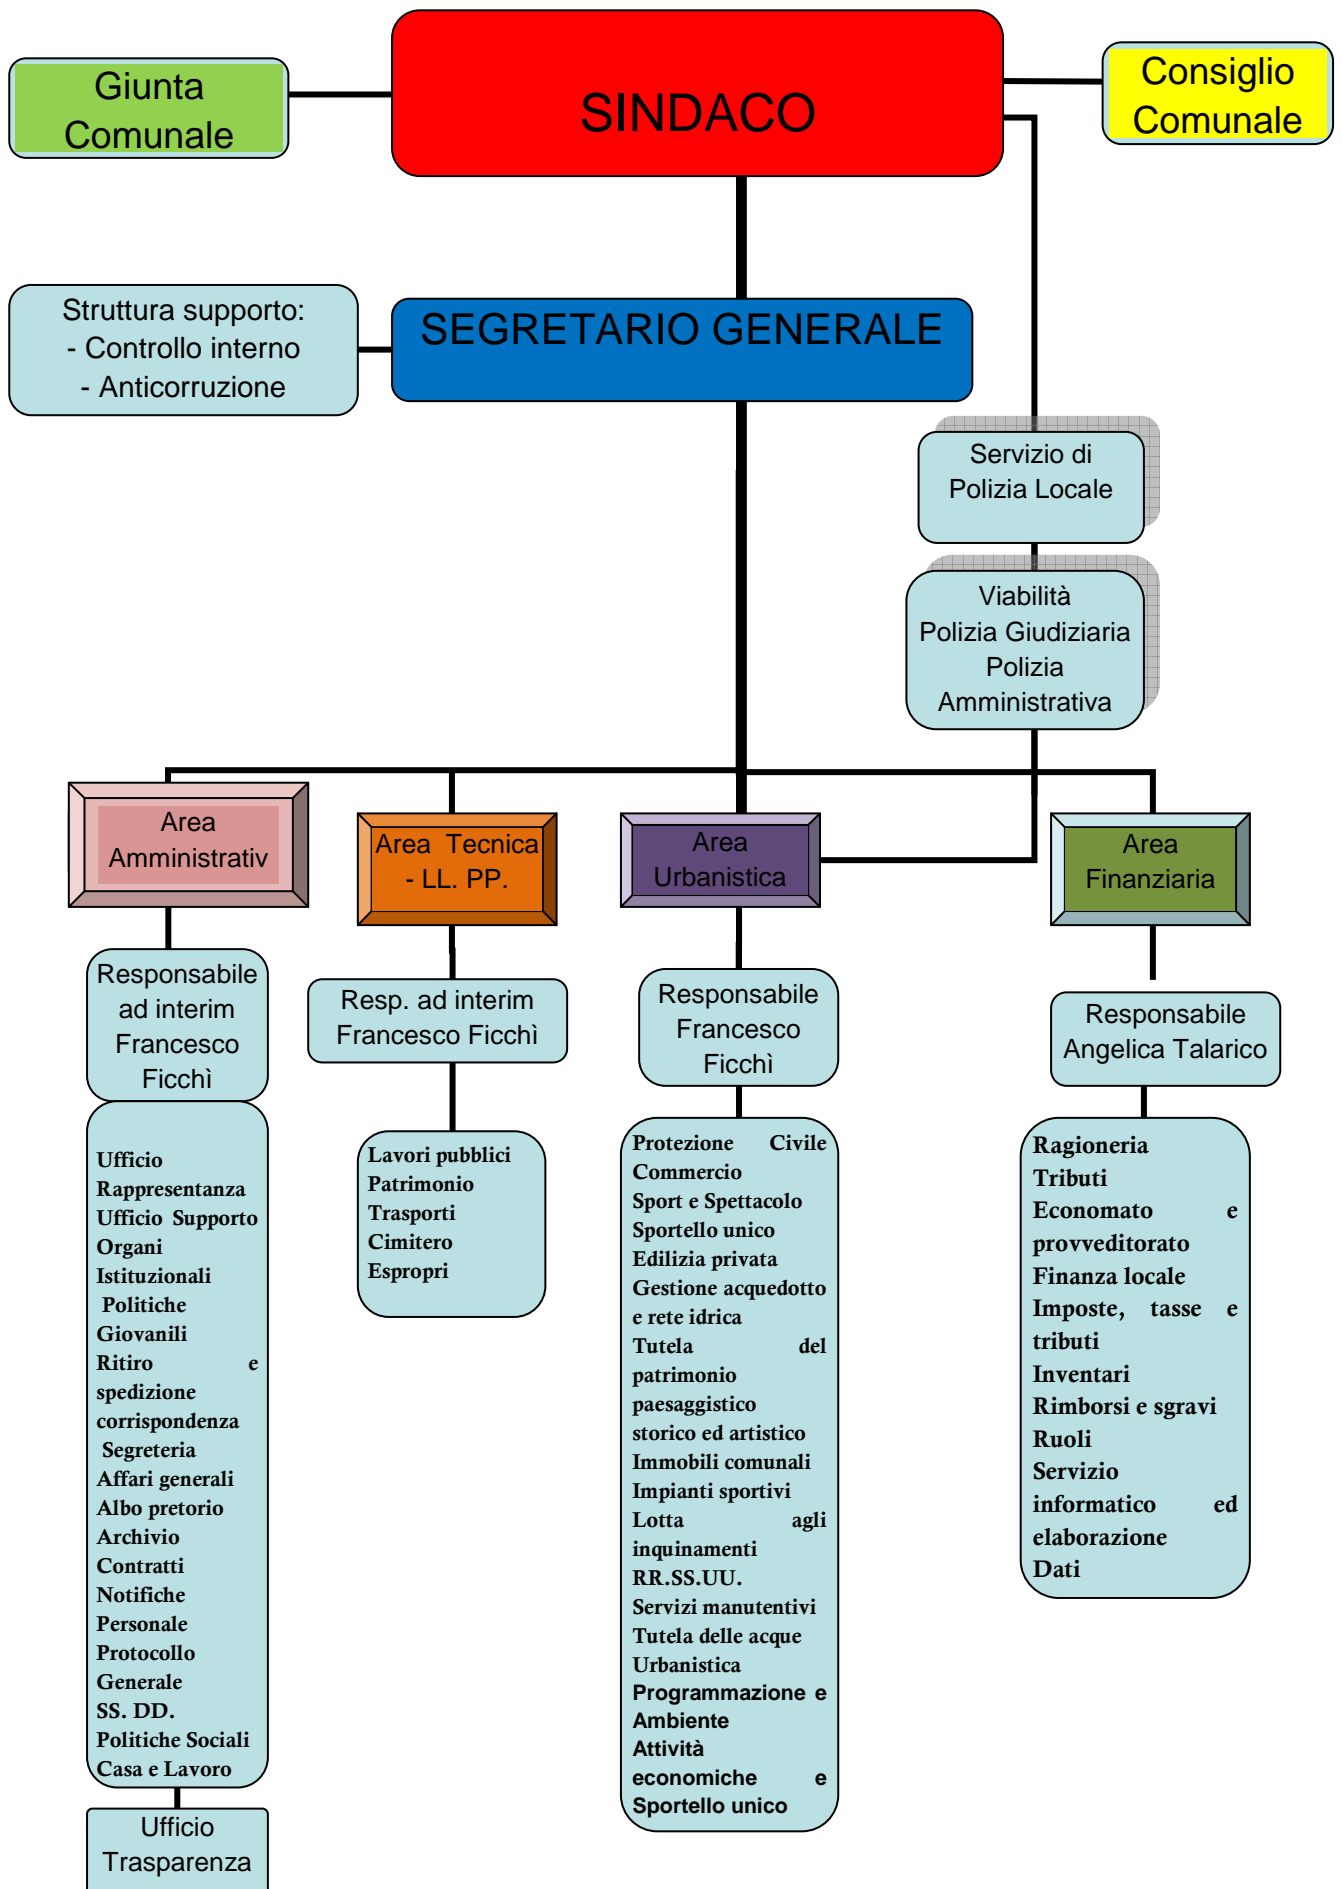 Giunta
Comunale
SINDACO
Consiglio
Comunale
Struttura supporto:
- Controllo interno
- Anticorruzione
SEGRETARIO GENERALE
Servizio di
Polizia Locale
Viabilità
Polizia Giudiziaria
Polizia
Amministrativa
Area
Amministrativ
Area Tecnica
- LL. PP.
Area
Urbanistica
Area
Finanziaria
Responsabile
ad interim
Francesco
Ficchì
Resp. ad interim
Francesco Ficchì
Responsabile
Francesco
Ficchì
Responsabile
Angelica Talarico
Ufficio
Rappresentanza
Ufficio Supporto
Organi
Istituzionali
Politiche
Giovanili
Ritiro e
spedizione
corrispondenza
Segreteria
Affari generali
Albo pretorio
Archivio
Contratti
Notifiche
Personale
Protocollo
Generale
SS. DD.
Politiche Sociali
Casa e Lavoro
Ufficio
Trasparenza
Lavori pubblici
Patrimonio
Trasporti
Cimitero
Espropri
Protezione Civile
Commercio
Sport e Spettacolo
Sportello unico
Edilizia privata
Gestione acquedotto
e rete idrica
Tutela del
patrimonio
paesaggistico
storico ed artistico
Immobili comunali
Impianti sportivi
Lotta agli
inquinamenti
RR.SS.UU.
Servizi manutentivi
Tutela delle acque
Urbanistica
Programmazione e
Ambiente
Attività
economiche e
Sportello unico
Ragioneria
Tributi
Economato e
provveditorato
Finanza locale
Imposte, tasse e
tributi
Inventari
Rimborsi e sgravi
Ruoli
Servizio
informatico ed
elaborazione
Dati